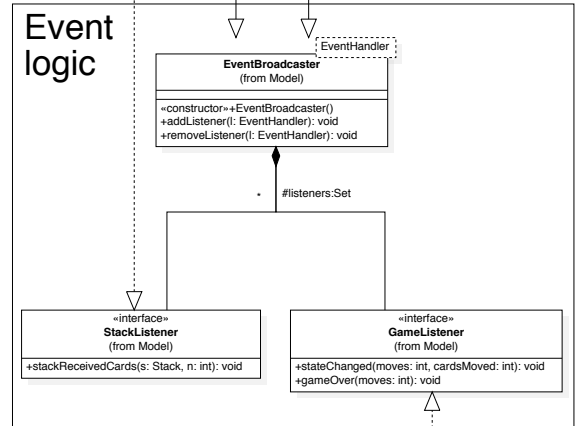 Event
logic
EventHandler
EventBroadcaster
(from Model)
«constructor»+EventBroadcaster()
+addListener(l: EventHandler): void
+removeListener(l: EventHandler): void
* #listeners:Set
«interface»
StackListener
(from Model)
+stackReceivedCards(s: Stack, n: int): void
«interface»
GameListener
(from Model)
+stateChanged(moves: int, cardsMoved: int): void
+gameOver(moves: int): void